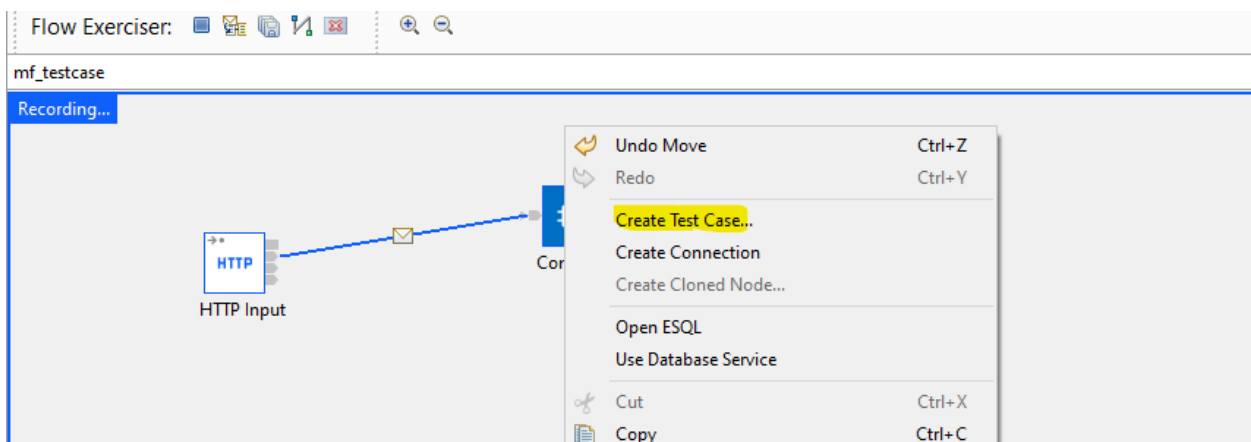 Flow Exerciser:
mf_testcase
Recording...
Undo Move Ctrl+Z
Redo Ctrl+Y
Create Test Case...
Create Connection
Create Cloned Node...
Open ESQL
Use Database Service
Cut Ctrl+X
Copy Ctrl+C
HTTP
HTTP Input
Cor